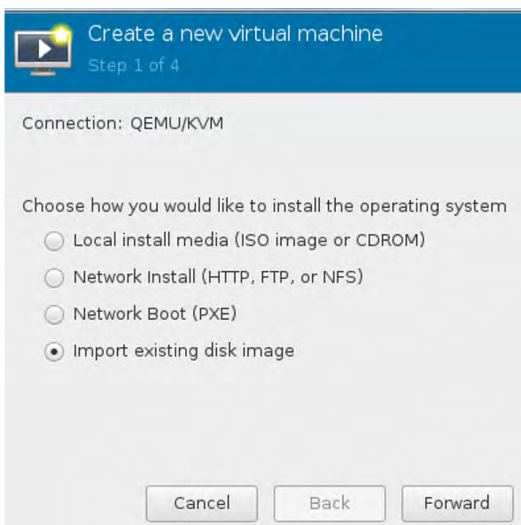 Create a new virtual machine
Step 1 of 4
Connection: QEMU/KVM
Choose how you would like to install the operating system
Local install media (ISO image or CDROM)
Network Install (HTTP, FTP, or NFS)
Network Boot (PXE)
Import existing disk image
Cancel
Back
Forward